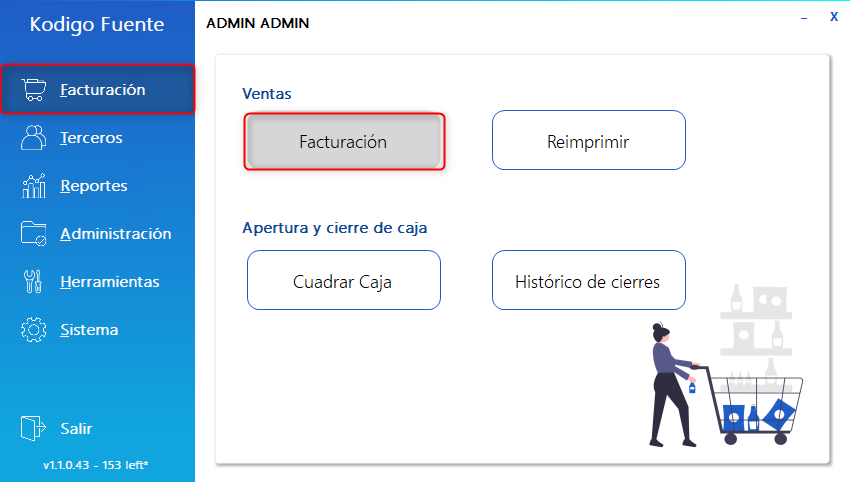 Kodigo Fuente
ADMIN ADMIN
– X
Facturación
Terceros
Reportes
Administración
Herramientas
Sistema
Salir
v1.1.0.43 - 153 left*
Ventas
Facturación
Reimprimir
Apertura y cierre de caja
Cuadrar Caja
Histórico de cierres